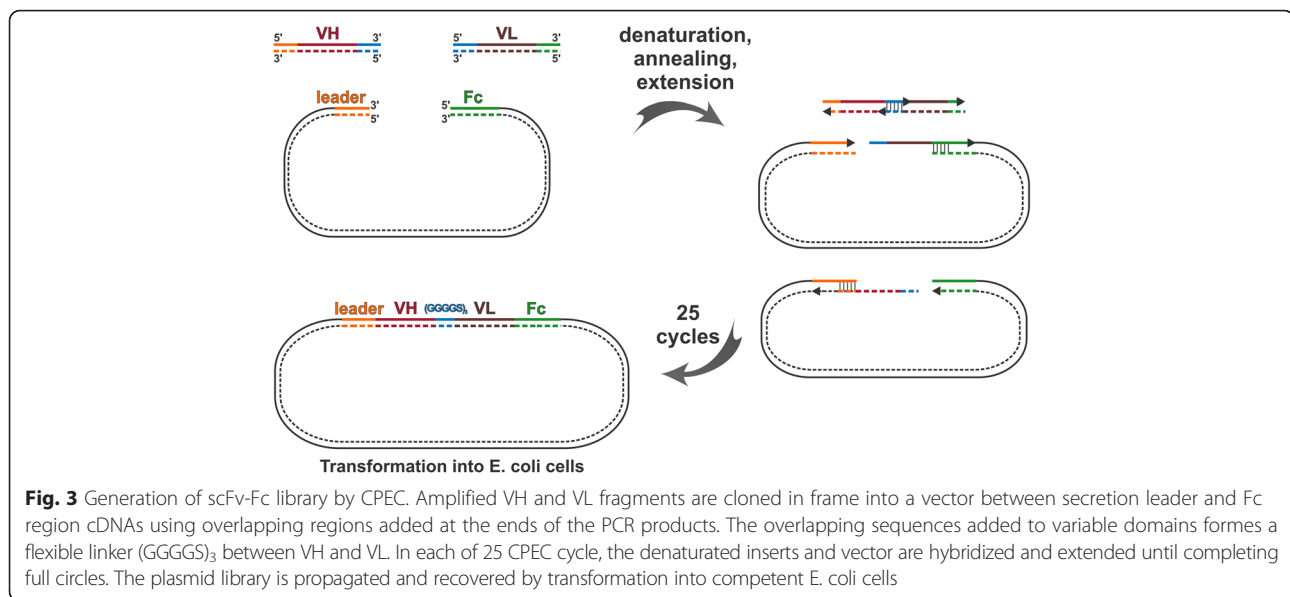 5' VH 3'
3' 5'
5' VL 3'
3' 5'
denaturation,
annealing,
extension
leader 3'
5'
5' Fc
3'
25
cycles
leader VH (GGGGS)₃ VL Fc
Transformation into E. coli cells
Fig. 3 Generation of scFv-Fc library by CPEC. Amplified VH and VL fragments are cloned in frame into a vector between secretion leader and Fc
region cDNAs using overlapping regions added at the ends of the PCR products. The overlapping sequences added to variable domains formes a
flexible linker (GGGGS)₃ between VH and VL. In each of 25 CPEC cycle, the denaturated inserts and vector are hybridized and extended until completing
full circles. The plasmid library is propagated and recovered by transformation into competent E. coli cells